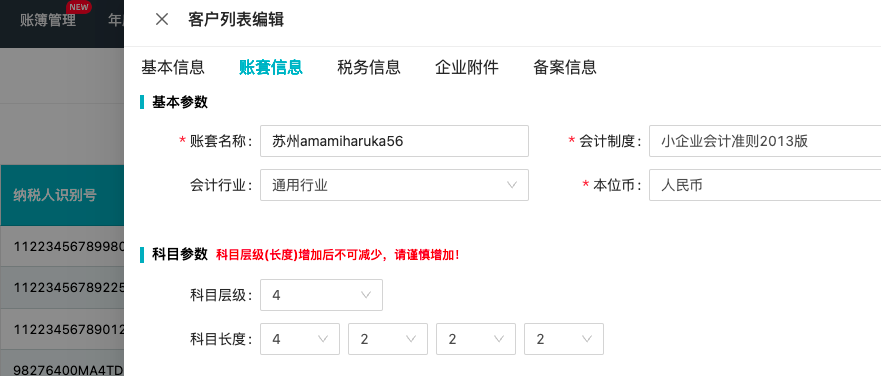 账簿管理 NEW 年
客户列表编辑
基本信息 账套信息 税务信息 企业附件 备案信息
基本参数
* 账套名称： 苏州amamiharuka56 * 会计制度： 小企业会计准则2013版
会计行业： 通用行业 * 本位币： 人民币
纳税人识别号
11223456789980
科目参数 科目层级(长度)增加后不可减少，请谨慎增加！
11223456789225
科目层级： 4
11223456789012
科目长度： 4 2 2 2
98276400MA4TD